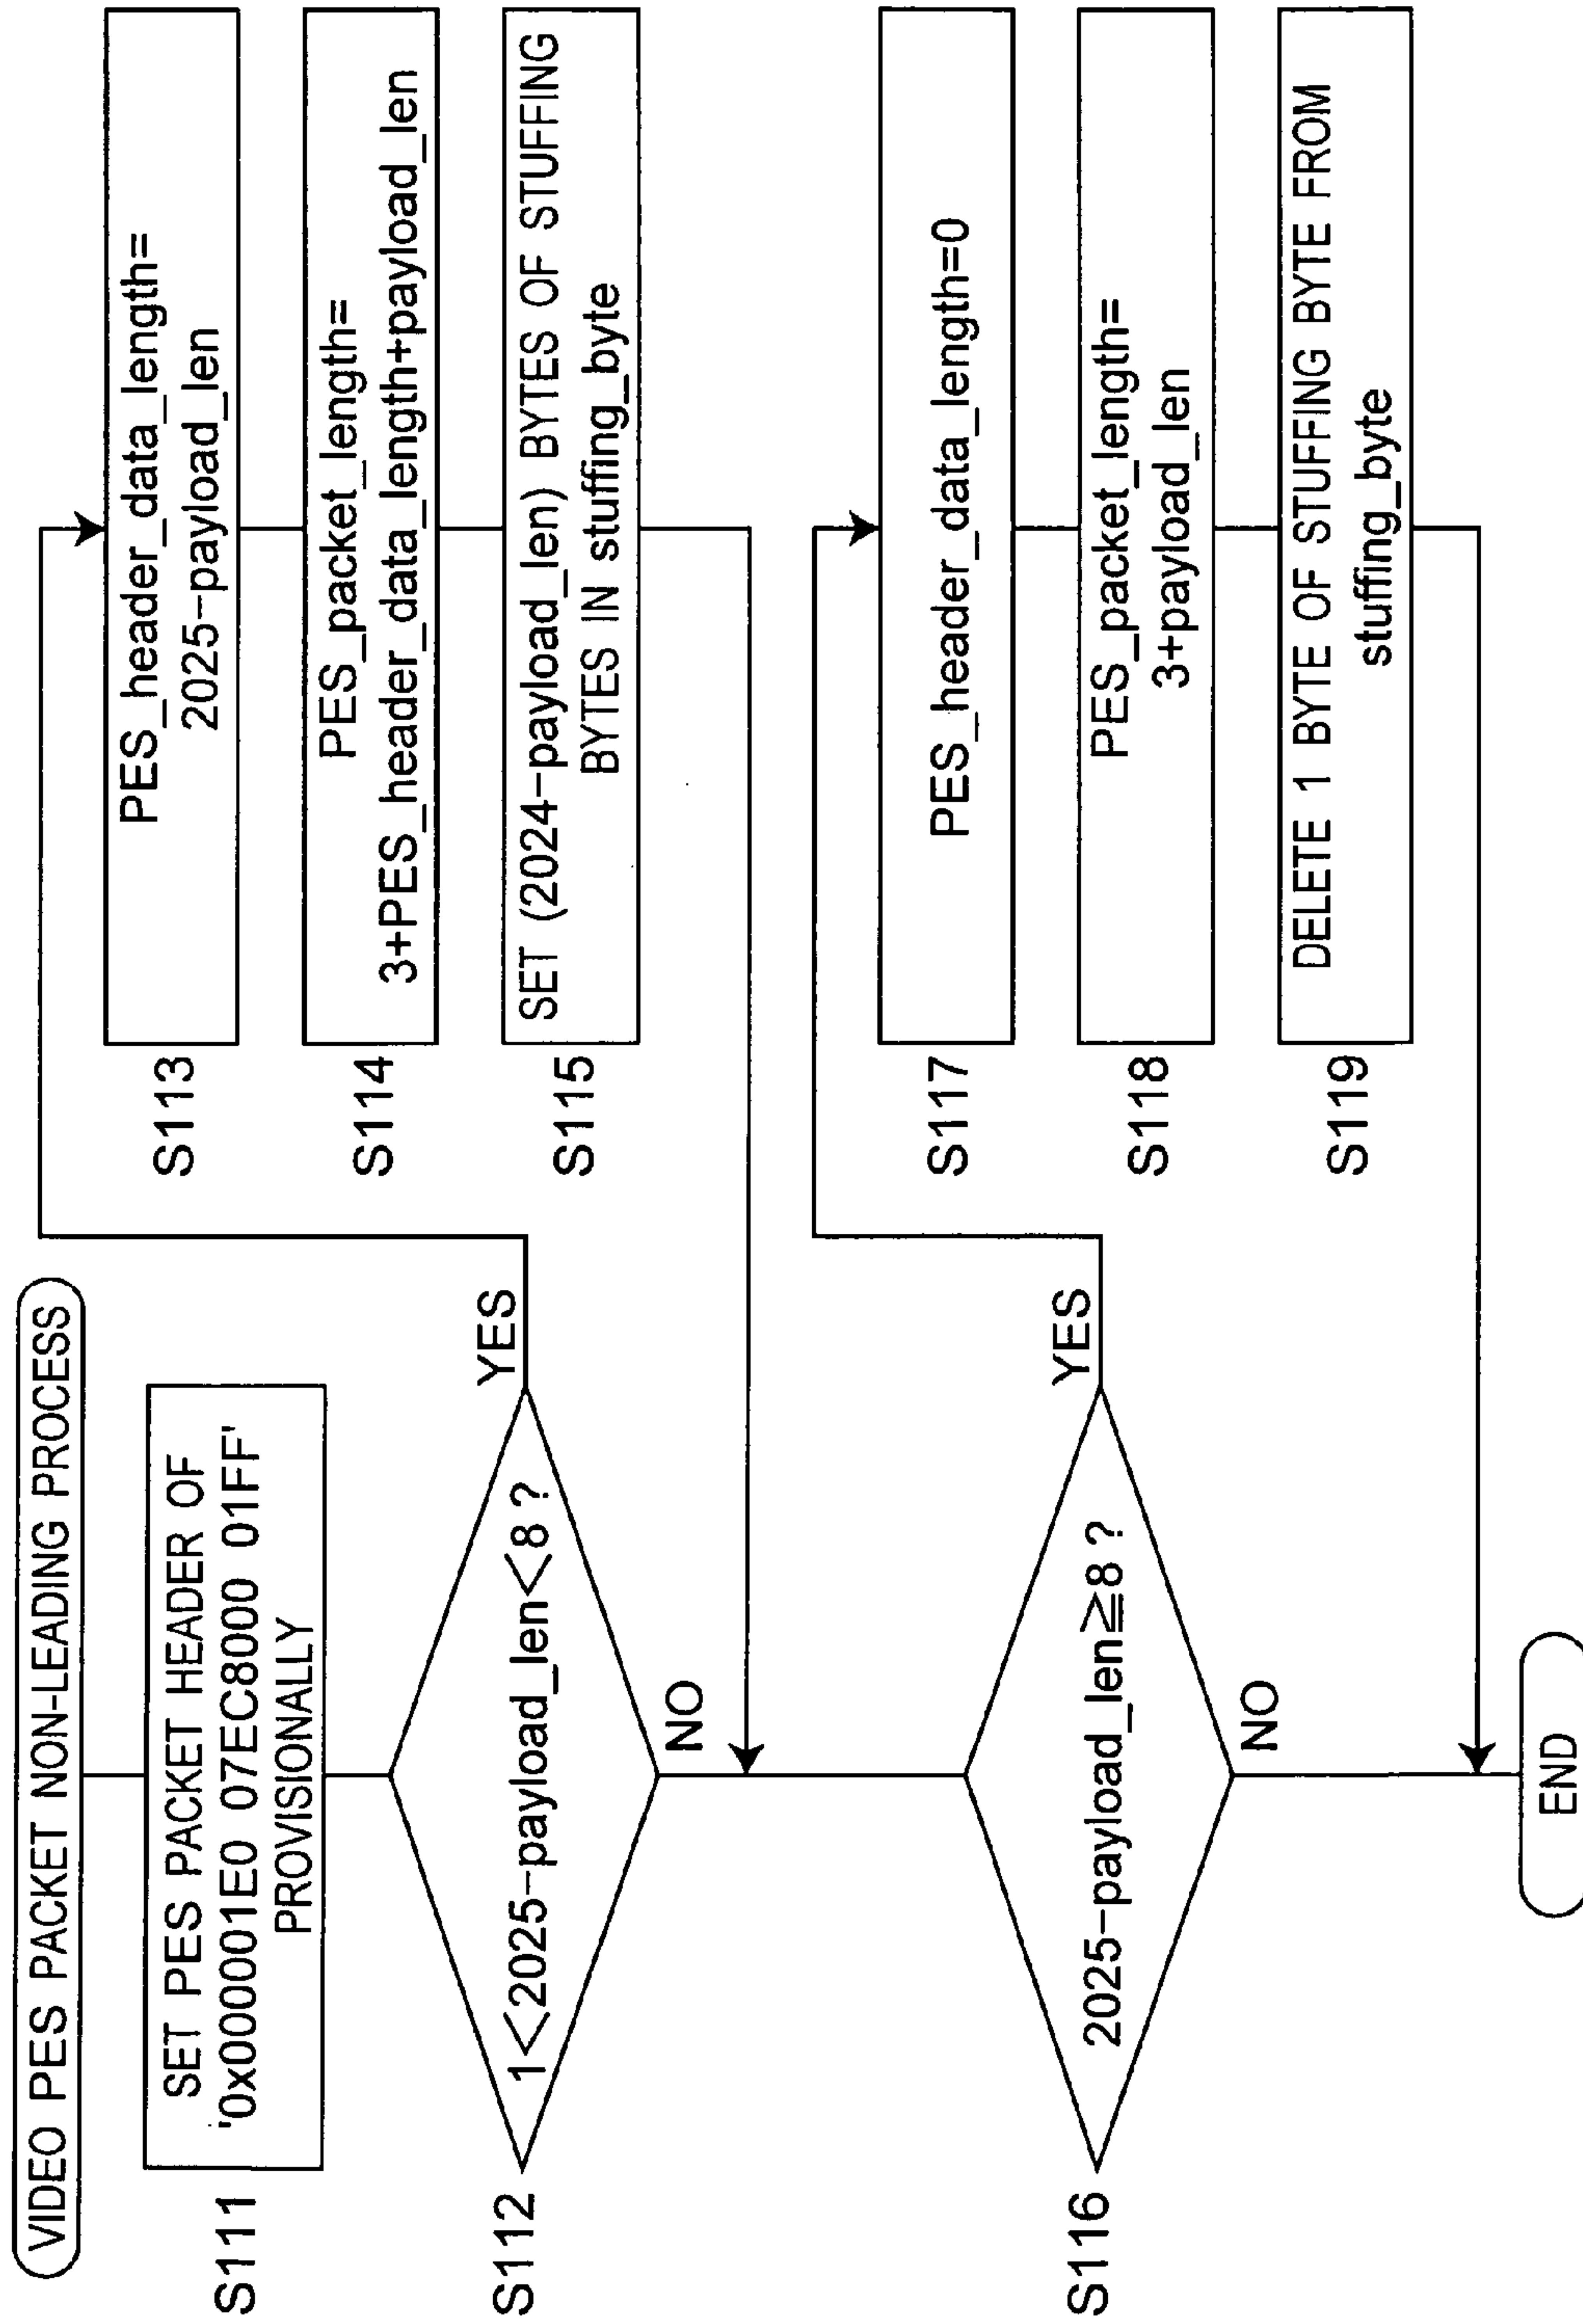 VIDEO PES PACKET NON-LEADING PROCESS
S111
SET PES PACKET HEADER OF
'0x000001E0 07EC8000 01FF'
PROVISIONALLY
S112
1<2025-payload_len<8 ?
YES
NO
S113
PES_header_data_length=
2025-payload_len
S114
PES_packet_length=
3+PES_header_data_length+payload_len
S115
SET (2024-payload_len) BYTES OF STUFFING
BYTES IN stuffing_byte
S116
2025-payload_len≧8 ?
YES
NO
S117
PES_header_data_length=0
S118
PES_packet_length=
3+payload_len
S119
DELETE 1 BYTE OF STUFFING BYTE FROM
stuffing_byte
END